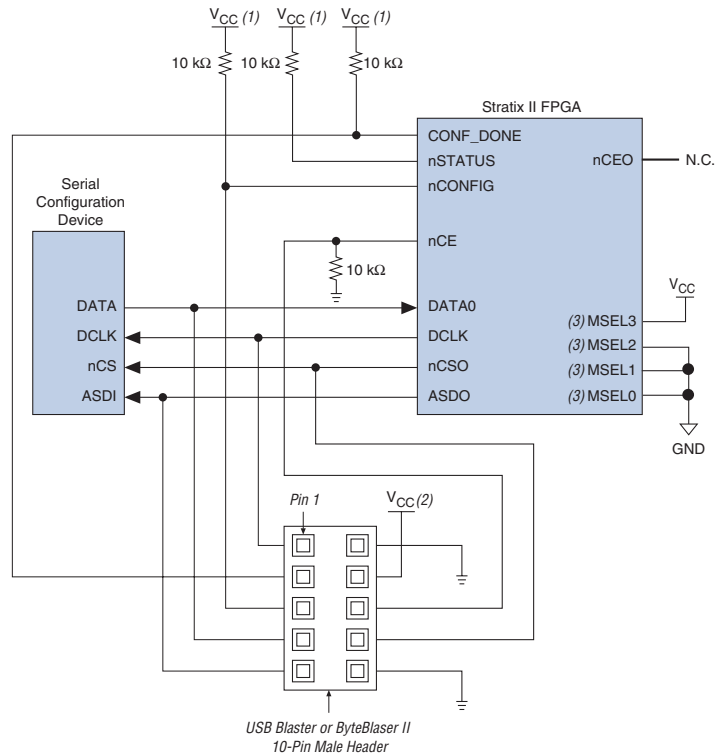 VCC (1) VCC (1) VCC (1)
10 kΩ 10 kΩ 10 kΩ
Stratix II FPGA
CONF_DONE
nSTATUS
nCONFIG
nCE
nCEO
N.C.
10 kΩ
Serial
Configuration
Device
DATA
DCLK
nCS
ASDI
DATA0
DCLK
nCSO
ASDO
VCC
(3) MSEL3
(3) MSEL2
(3) MSEL1
(3) MSEL0
GND
Pin 1
VCC (2)
USB Blaster or ByteBlaser II
10-Pin Male Header